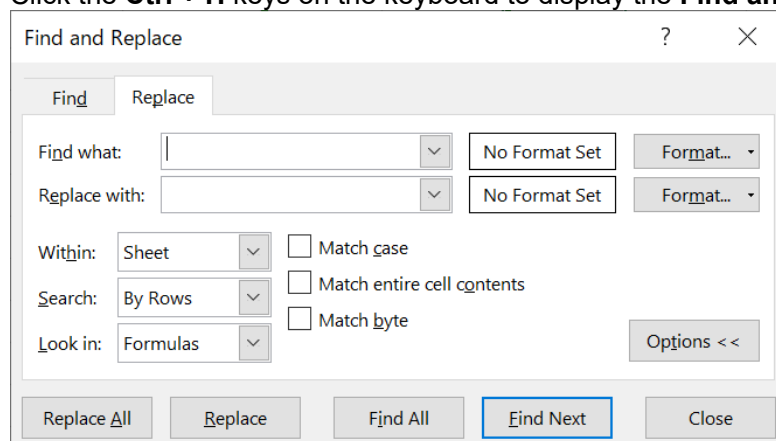 Find and Replace ?
Find Replace
Find what: No Format Set Format...
Replace with: No Format Set Format...
Within: Sheet Match case
Match entire cell contents
Search: By Rows
Match byte
Look in: Formulas Options <<
Replace All Replace Find All Find Next Close